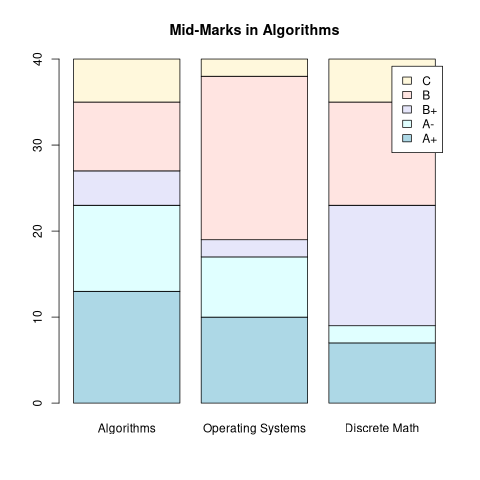 Mid-Marks in Algorithms
40
30
20
10
0
C
B
B+
A-
A+
Algorithms
Operating Systems
Discrete Math